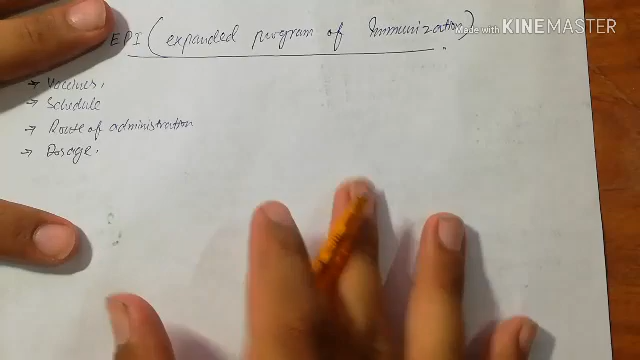 Made with KINEMASTER
EPI (expanded program of Immunization)
→ Vaccines,
→ Schedule
→ Route of administration
→ Dosage.